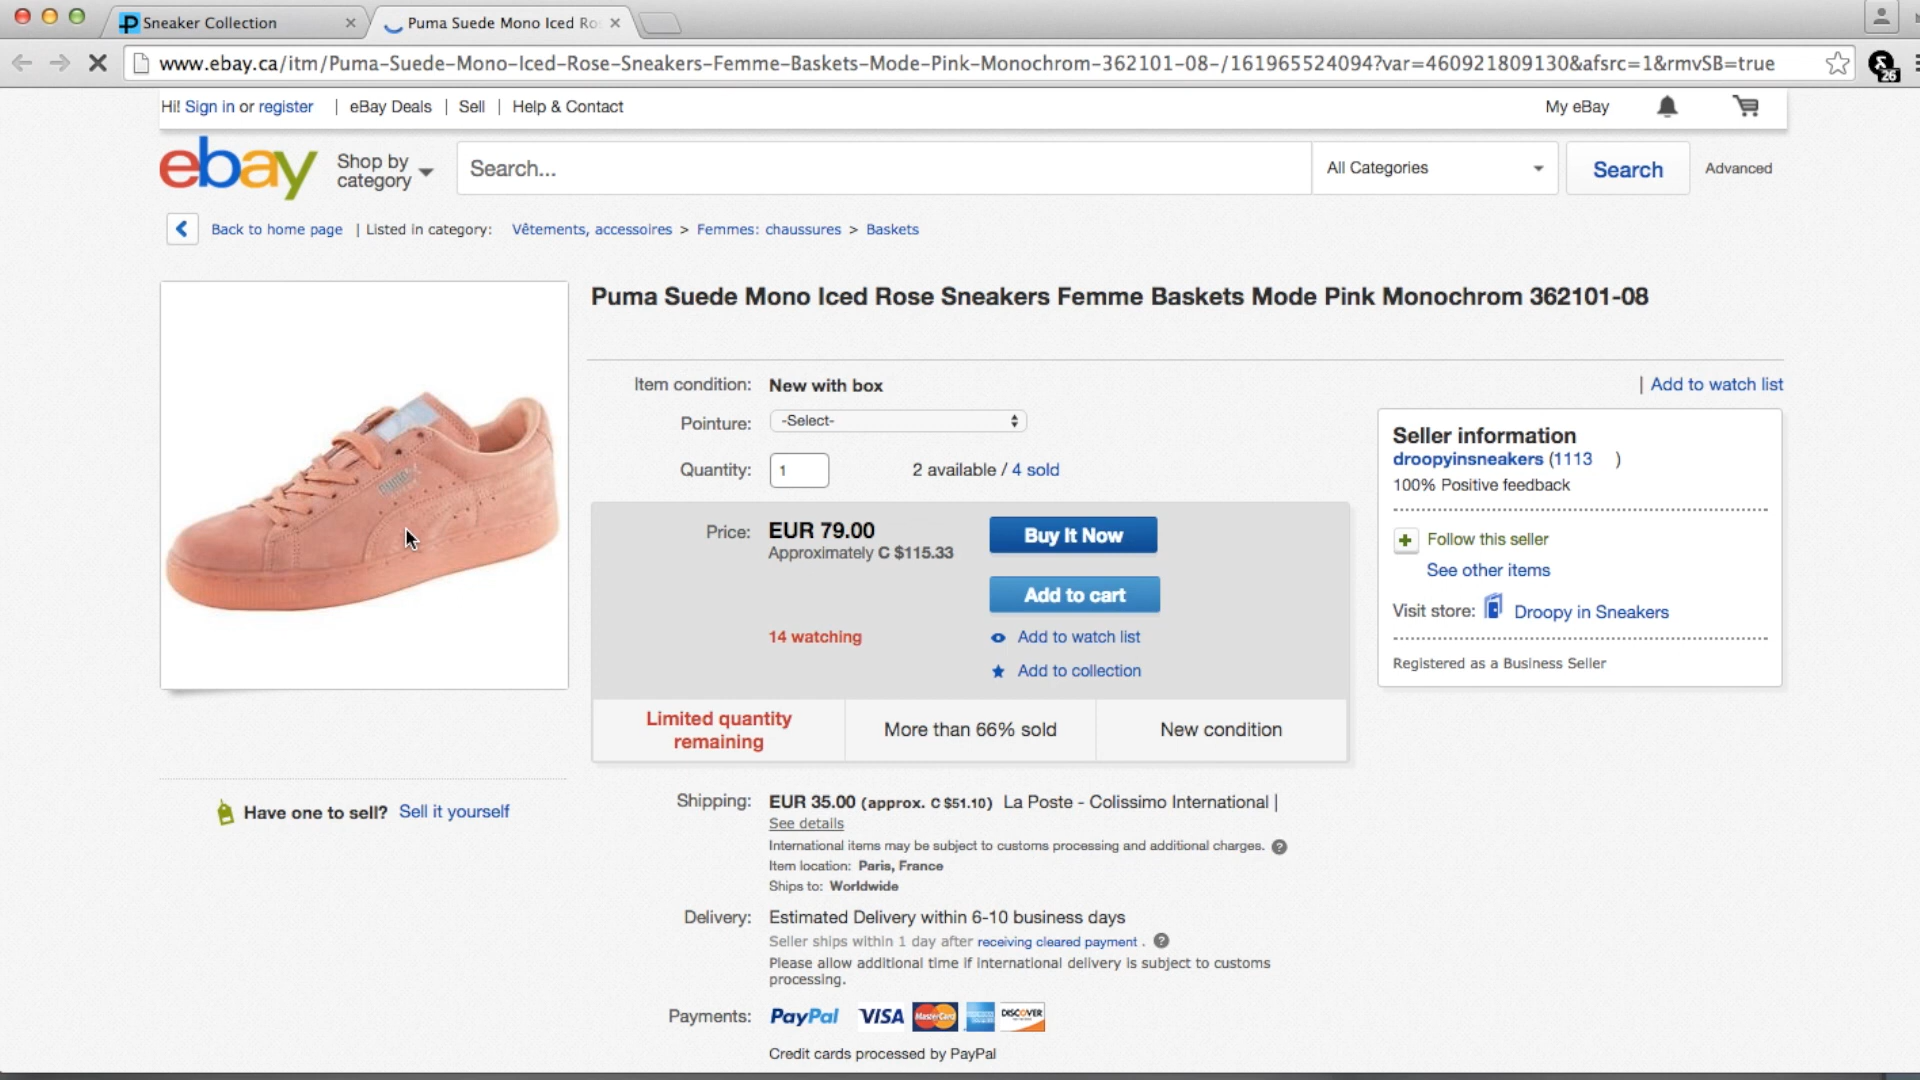 Sneaker Collection
Puma Suede Mono Iced Ro
www.ebay.ca/itm/Puma-Suede-Mono-Iced-Rose-Sneakers-Femme-Baskets-Mode-Pink-Monochrom-362101-08-/161965524094?var=460921809130&afsrc=1&rmvSB=true
26
Hi! Sign in or register | eBay Deals | Sell | Help & Contact
My eBay
ebay
Shop by category
Search...
All Categories
Search
Advanced
Back to home page | Listed in category: Vêtements, accessoires > Femmes: chaussures > Baskets
Puma Suede Mono Iced Rose Sneakers Femme Baskets Mode Pink Monochrom 362101-08
Item condition: New with box
| Add to watch list
Pointure: -Select-
Quantity: 1
2 available / 4 sold
Price: EUR 79.00
Approximately C $115.33
Buy It Now
Add to cart
14 watching
Add to watch list
Add to collection
Limited quantity remaining
More than 66% sold
New condition
Seller information
droopyinsneakers (1113 )
100% Positive feedback
Follow this seller
See other items
Visit store: Droopy in Sneakers
Registered as a Business Seller
Have one to sell? Sell it yourself
Shipping: EUR 35.00 (approx. C $51.10) La Poste - Colissimo International |
See details
International items may be subject to customs processing and additional charges. ?
Item location: Paris, France
Ships to: Worldwide
Delivery: Estimated Delivery within 6-10 business days
Seller ships within 1 day after receiving cleared payment . ?
Please allow additional time if international delivery is subject to customs
processing.
Payments: PayPal VISA MasterCard DISCOVER
Credit cards processed by PayPal